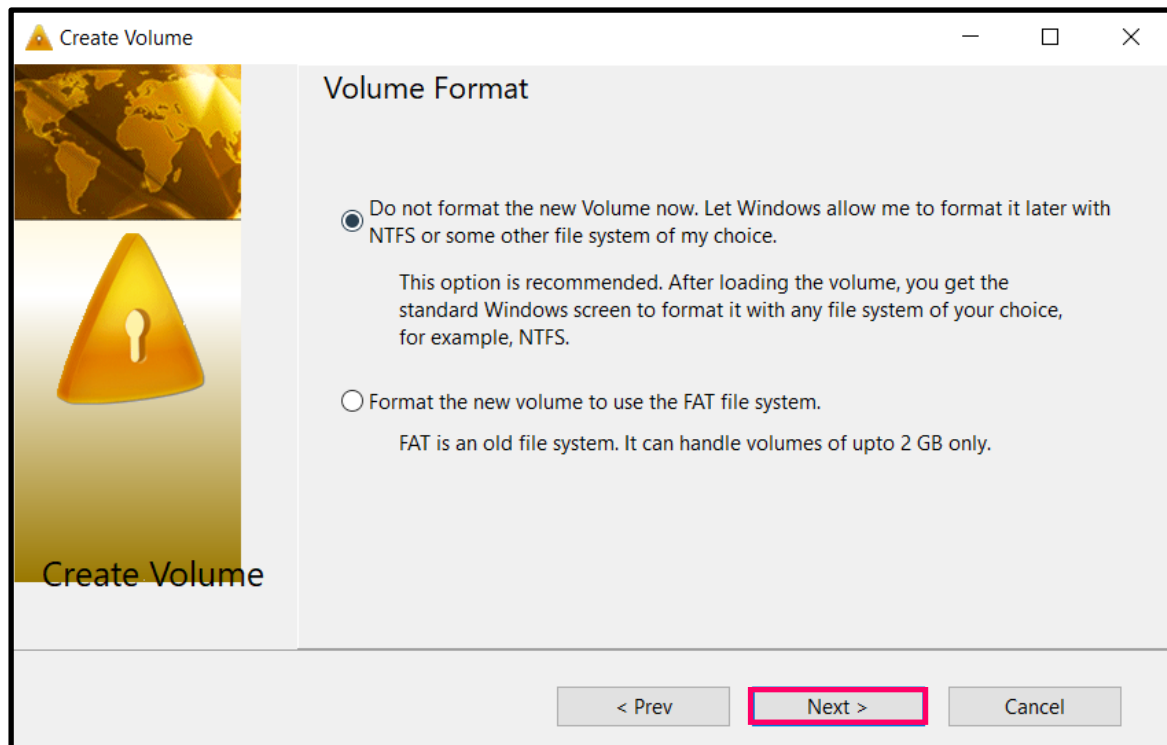 Create Volume
Volume Format
Do not format the new Volume now. Let Windows allow me to format it later with
NTFS or some other file system of my choice.
This option is recommended. After loading the volume, you get the
standard Windows screen to format it with any file system of your choice,
for example, NTFS.
Format the new volume to use the FAT file system.
FAT is an old file system. It can handle volumes of upto 2 GB only.
Create Volume
< Prev
Next >
Cancel